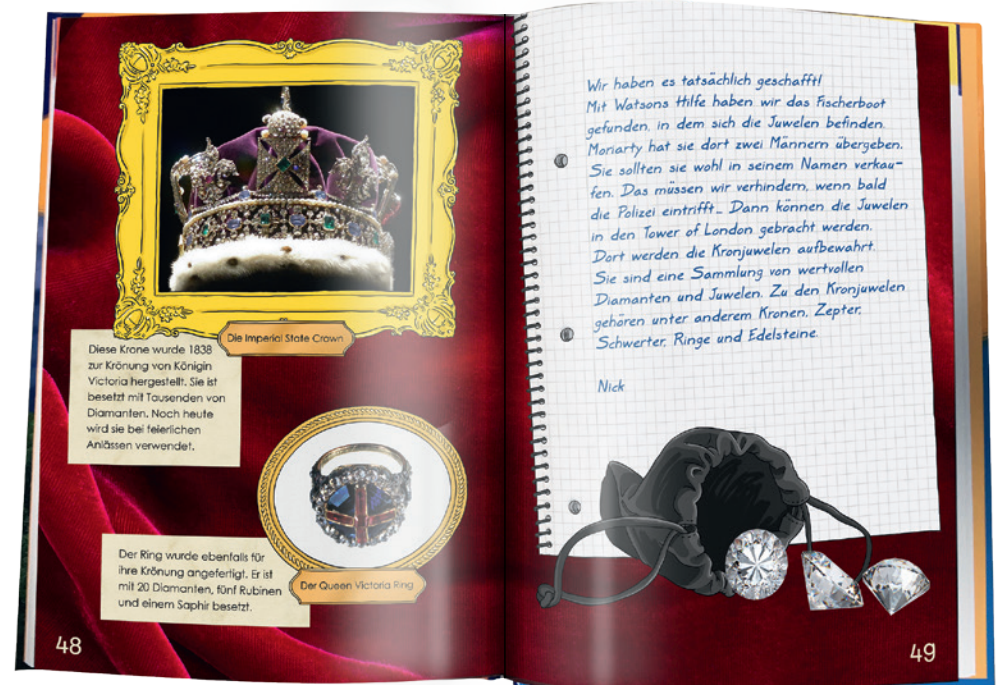 Die Imperial State Crown
Diese Krone wurde 1838
zur Krönung von Königin
Victoria hergestellt. Sie ist
besetzt mit Tausenden von
Diamanten. Noch heute
wird sie bei feierlichen
Anlässen verwendet.
Der Queen Victoria Ring
Der Ring wurde ebenfalls für
ihre Krönung angefertigt. Er ist
mit 20 Diamanten, fünf Rubinen
und einem Saphir besetzt.
48
Wir haben es tatsächlich geschafft!
Mit Watsons Hilfe haben wir das Fischerboot
gefunden, in dem sich die Juwelen befinden.
Moriarty hat sie dort zwei Männern übergeben.
Sie sollten sie wohl in seinem Namen verkau-
fen. Das müssen wir verhindern, wenn bald
die Polizei eintrifft... Dann können die Juwelen
in den Tower of London gebracht werden.
Dort werden die Kronjuwelen aufbewahrt.
Sie sind eine Sammlung von wertvollen
Diamanten und Juwelen. Zu den Kronjuwelen
gehören unter anderem Kronen, Zepter,
Schwerter, Ringe und Edelsteine.
Nick
49